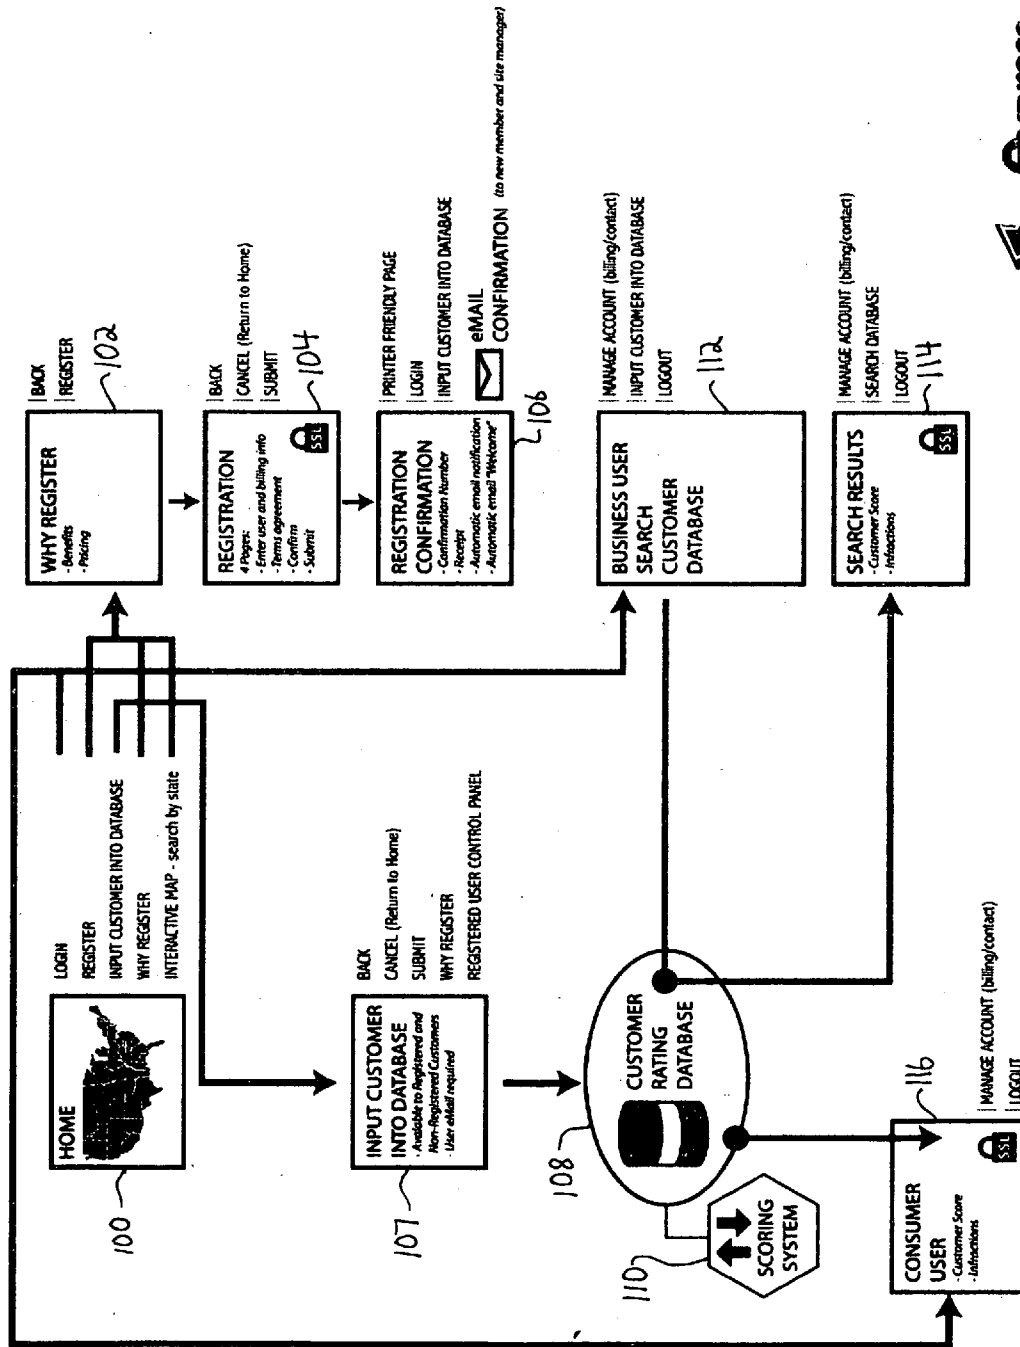 HOME
100
LOGIN
REGISTER
INPUT CUSTOMER INTO DATABASE
WHY REGISTER
INTERACTIVE MAP - search by state
WHY REGISTER
- Benefits
- Pricing
BACK
REGISTER
102
REGISTRATION
4 Pages:
- Enter user and billing info
- Terms agreement
- Confirm
- Submit
SSL
BACK
CANCEL (Return to Home)
SUBMIT
104
REGISTRATION
CONFIRMATION
- Confirmation Number
- Receipt
- Automatic email notification
- Automatic email "Welcome"
PRINTER FRIENDLY PAGE
LOGIN
INPUT CUSTOMER INTO DATABASE
eMAIL
CONFIRMATION (to new member and site manager)
106
INPUT CUSTOMER
INTO DATABASE
- Available to Registered and
Non-Registered Customers
- User eMail required
107
BACK
CANCEL (Return to Home)
SUBMIT
WHY REGISTER
REGISTERED USER CONTROL PANEL
108
CUSTOMER
RATING
DATABASE
110
SCORING
SYSTEM
BUSINESS USER
SEARCH
CUSTOMER
DATABASE
MANAGE ACCOUNT (billing/contact)
INPUT CUSTOMER INTO DATABASE
LOGOUT
112
SEARCH RESULTS
- Customer Score
- Infractions
SSL
MANAGE ACCOUNT (billing/contact)
SEARCH DATABASE
LOGOUT
114
CONSUMER
USER
- Customer Score
- Infractions
SSL
116
MANAGE ACCOUNT (billing/contact)
LOGOUT